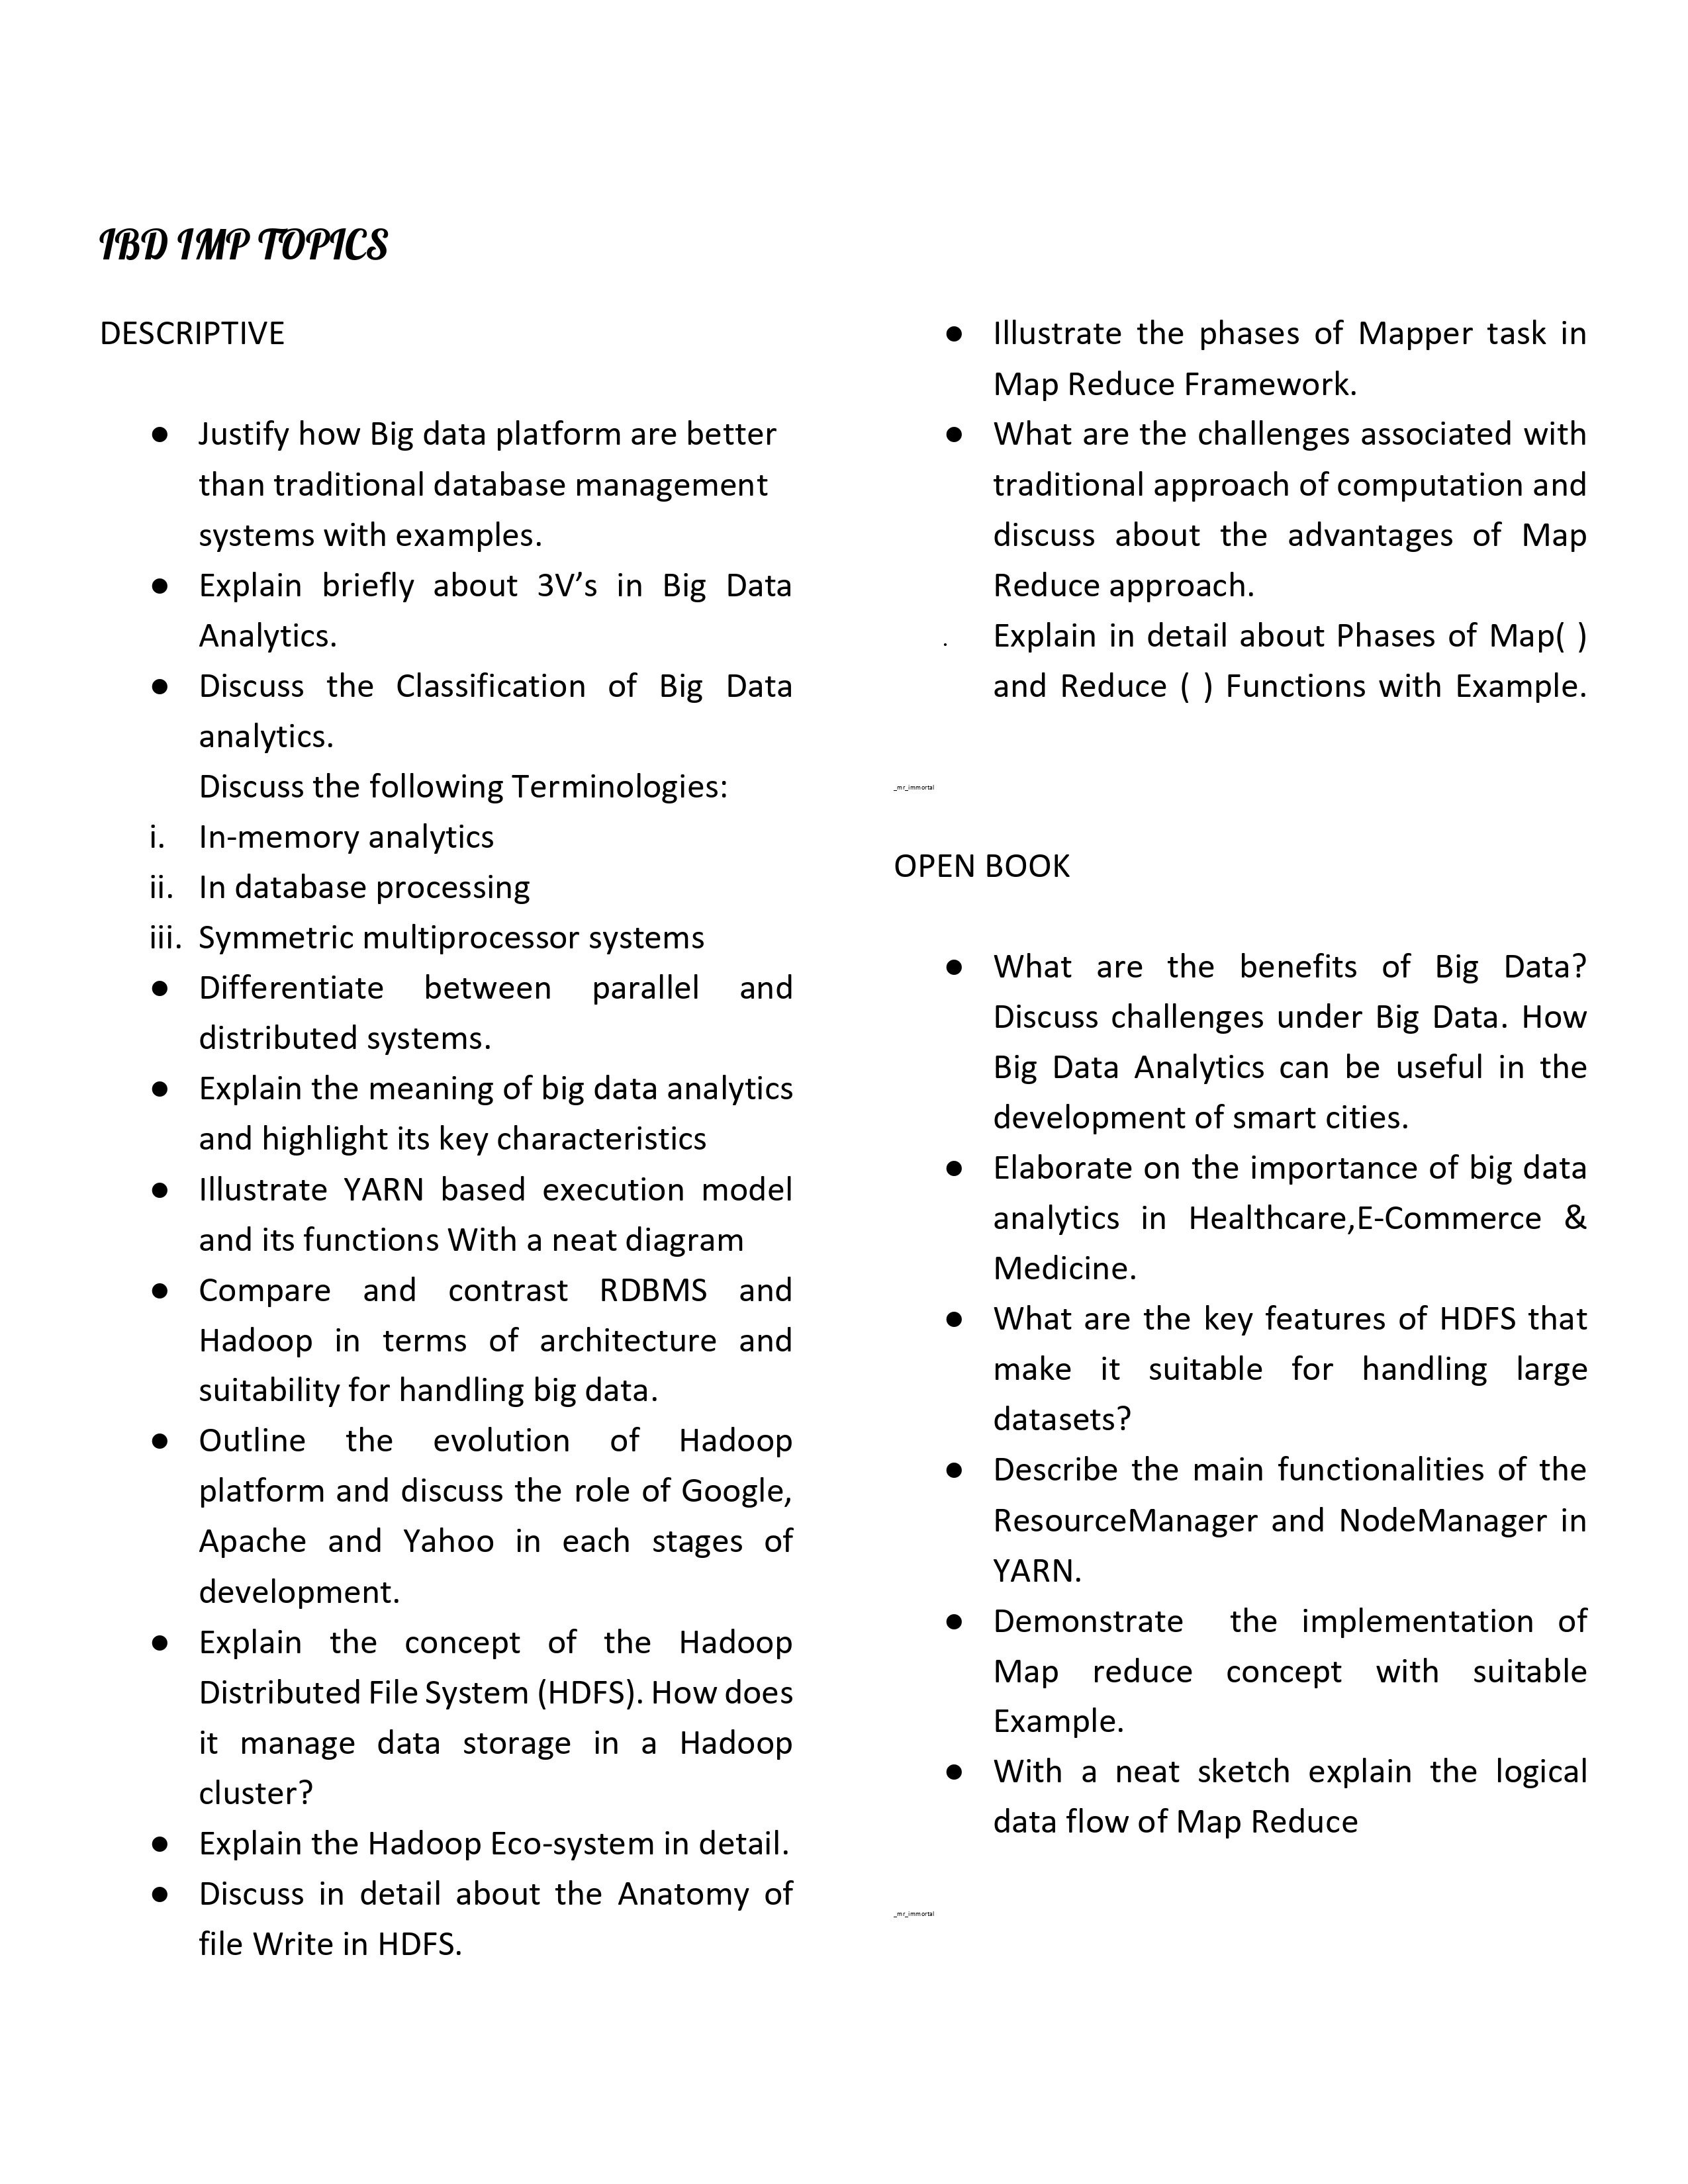 IBD IMP TOPICS
DESCRIPTIVE
● Justify how Big data platform are better
than traditional database management
systems with examples.
● Explain briefly about 3V’s in Big Data
Analytics.
● Discuss the Classification of Big Data
analytics.
Discuss the following Terminologies:
i. In-memory analytics
ii. In database processing
iii. Symmetric multiprocessor systems
● Differentiate between parallel and
distributed systems.
● Explain the meaning of big data analytics
and highlight its key characteristics
● Illustrate YARN based execution model
and its functions With a neat diagram
● Compare and contrast RDBMS and
Hadoop in terms of architecture and
suitability for handling big data.
● Outline the evolution of Hadoop
platform and discuss the role of Google,
Apache and Yahoo in each stages of
development.
● Explain the concept of the Hadoop
Distributed File System (HDFS). How does
it manage data storage in a Hadoop
cluster?
● Explain the Hadoop Eco-system in detail.
● Discuss in detail about the Anatomy of
file Write in HDFS.
● Illustrate the phases of Mapper task in
Map Reduce Framework.
● What are the challenges associated with
traditional approach of computation and
discuss about the advantages of Map
Reduce approach.
. Explain in detail about Phases of Map( )
and Reduce ( ) Functions with Example.
_mr_immortal
OPEN BOOK
● What are the benefits of Big Data?
Discuss challenges under Big Data. How
Big Data Analytics can be useful in the
development of smart cities.
● Elaborate on the importance of big data
analytics in Healthcare,E-Commerce &
Medicine.
● What are the key features of HDFS that
make it suitable for handling large
datasets?
● Describe the main functionalities of the
ResourceManager and NodeManager in
YARN.
● Demonstrate the implementation of
Map reduce concept with suitable
Example.
● With a neat sketch explain the logical
data flow of Map Reduce
_mr_immortal